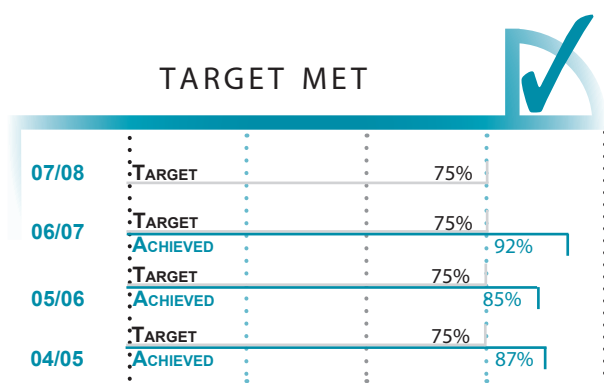 TARGET MET
07/08 TARGET 75%
TARGET 75%
06/07
ACHIEVED 92%
TARGET 75%
05/06 ACHIEVED 85%
TARGET 75%
04/05 ACHIEVED 87%